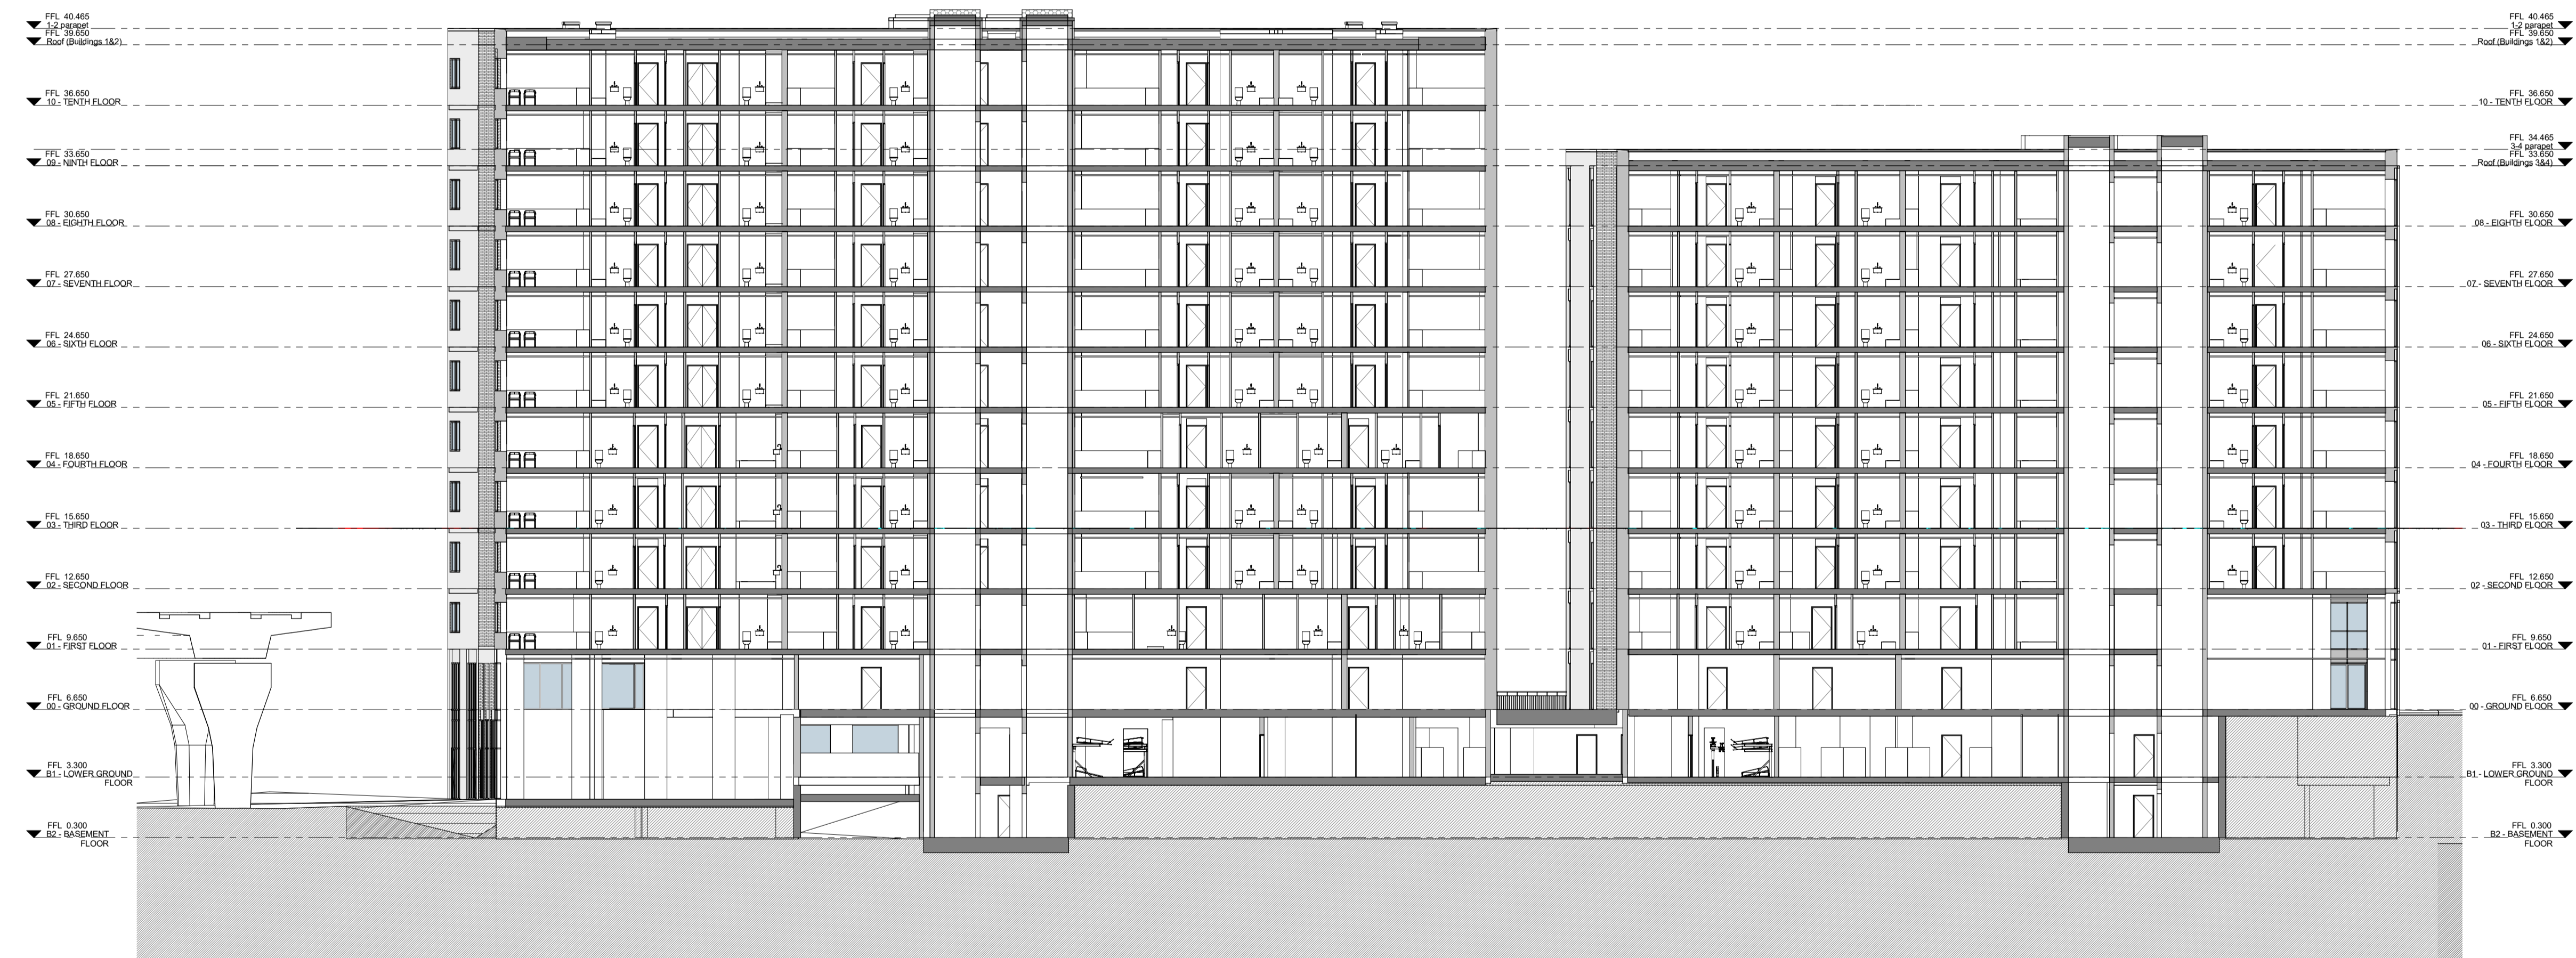 FFL 40.465
1-2 parapet
FFL 39.650
Roof (Buildings 1&2)
FFL 36.650
10 - TENTH FLOOR
FFL 33.650
09 - NINTH FLOOR
FFL 30.650
08 - EIGHTH FLOOR
FFL 27.650
07 - SEVENTH FLOOR
FFL 24.650
06 - SIXTH FLOOR
FFL 21.650
05 - FIFTH FLOOR
FFL 18.650
04 - FOURTH FLOOR
FFL 15.650
03 - THIRD FLOOR
FFL 12.650
02 - SECOND FLOOR
FFL 9.650
01 - FIRST FLOOR
FFL 6.650
00 - GROUND FLOOR
FFL 3.300
B1 - LOWER GROUND
FLOOR
FFL 0.300
B2 - BASEMENT
FLOOR
FFL 40.465
1-2 parapet
FFL 39.650
Roof (Buildings 1&2)
FFL 36.650
10 - TENTH FLOOR
FFL 34.465
3-4 parapet
FFL 33.650
Roof (Buildings 3&4)
FFL 30.650
08 - EIGHTH FLOOR
FFL 27.650
07 - SEVENTH FLOOR
FFL 24.650
06 - SIXTH FLOOR
FFL 21.650
05 - FIFTH FLOOR
FFL 18.650
04 - FOURTH FLOOR
FFL 15.650
03 - THIRD FLOOR
FFL 12.650
02 - SECOND FLOOR
FFL 9.650
01 - FIRST FLOOR
FFL 6.650
00 - GROUND FLOOR
FFL 3.300
B1 - LOWER GROUND
FLOOR
FFL 0.300
B2 - BASEMENT
FLOOR